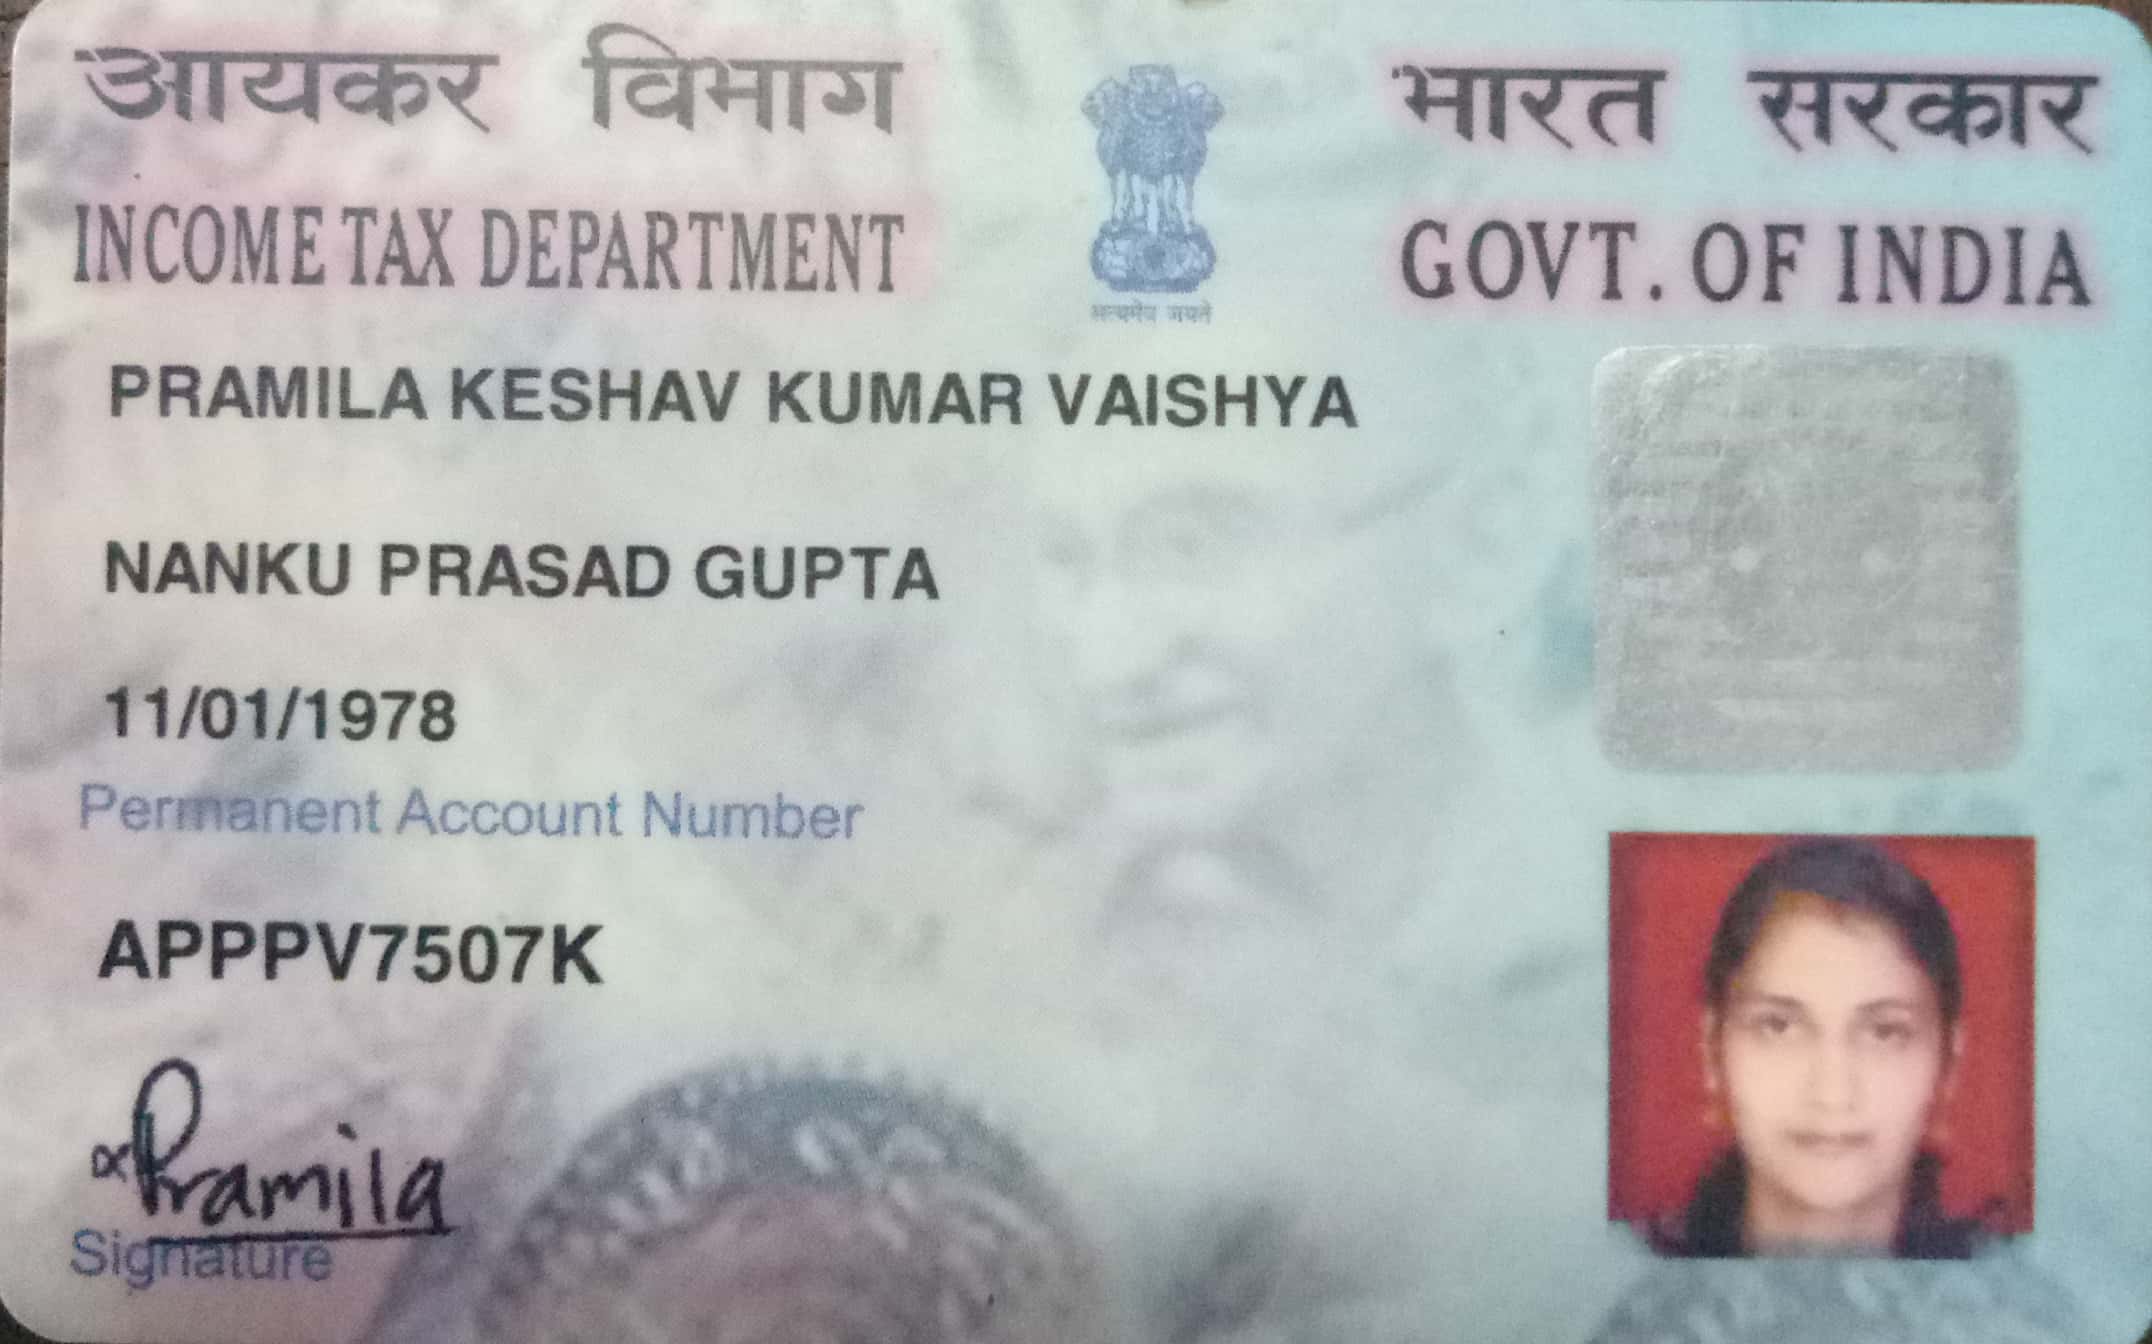 आयकर विभाग
INCOME TAX DEPARTMENT
भारत सरकार
GOVT. OF INDIA
सत्यमेव जयते
PRAMILA KESHAV KUMAR VAISHYA
NANKU PRASAD GUPTA
11/01/1978
Permanent Account Number
APPPV7507K
Pramila
Signature